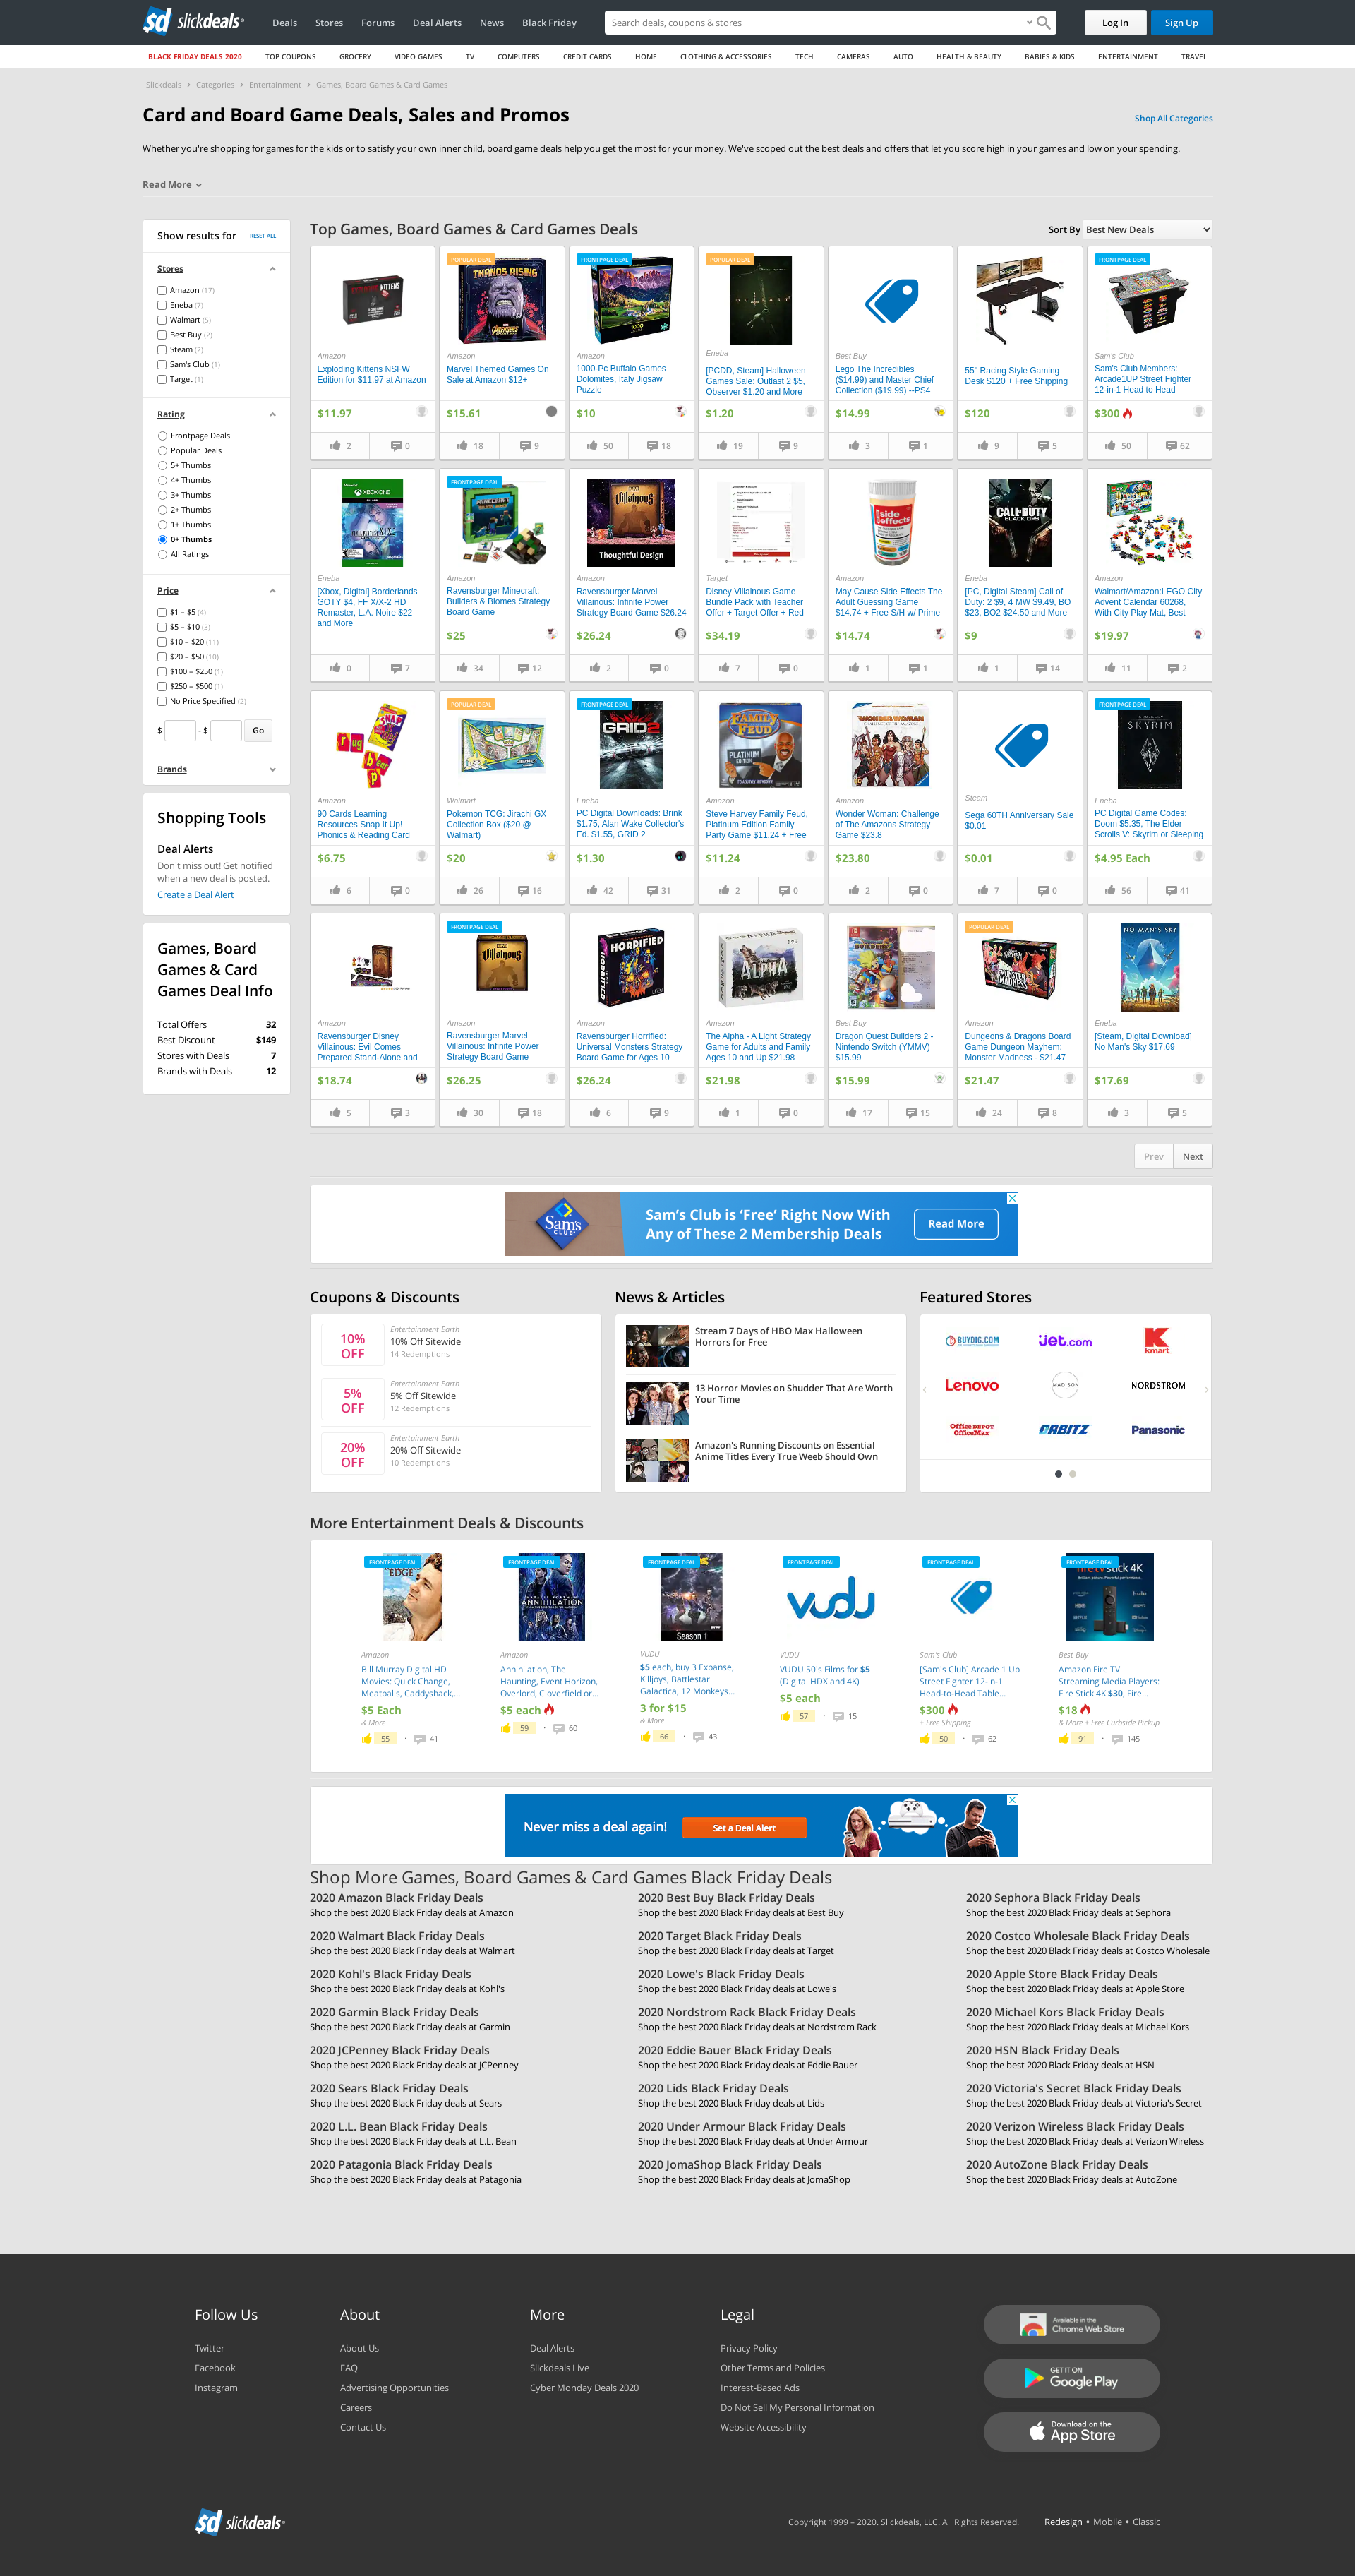 slickdeals
Deals
Stores
Forums
Deal Alerts
News
Black Friday
Search deals, coupons & stores
Log In
Sign Up
BLACK FRIDAY DEALS 2020
TOP COUPONS
GROCERY
VIDEO GAMES
TV
COMPUTERS
CREDIT CARDS
HOME
CLOTHING & ACCESSORIES
TECH
CAMERAS
AUTO
HEALTH & BEAUTY
BABIES & KIDS
ENTERTAINMENT
TRAVEL
Slickdeals › Categories › Entertainment › Games, Board Games & Card Games
Card and Board Game Deals, Sales and Promos
Shop All Categories
Whether you're shopping for games for the kids or to satisfy your own inner child, board game deals help you get the most for your money. We've scoped out the best deals and offers that let you score high in your games and low on your spending.
Read More
Show results for
RESET ALL
Stores
Amazon (17)
Eneba (7)
Walmart (5)
Best Buy (2)
Steam (2)
Sam's Club (1)
Target (1)
Rating
Frontpage Deals
Popular Deals
5+ Thumbs
4+ Thumbs
3+ Thumbs
2+ Thumbs
1+ Thumbs
0+ Thumbs
All Ratings
Price
$1 – $5 (4)
$5 – $10 (3)
$10 – $20 (11)
$20 – $50 (10)
$100 – $250 (1)
$250 – $500 (1)
No Price Specified (2)
$ - $ Go
Brands
Shopping Tools
Deal Alerts
Don't miss out! Get notified
when a new deal is posted.
Create a Deal Alert
Games, Board
Games & Card
Games Deal Info
Total Offers 32
Best Discount $149
Stores with Deals 7
Brands with Deals 12
Top Games, Board Games & Card Games Deals
Sort By Best New Deals
Amazon
Exploding Kittens NSFW
Edition for $11.97 at Amazon
$11.97
2 0
POPULAR DEAL
THANOS RISING
Amazon
Marvel Themed Games On
Sale at Amazon $12+
$15.61
18 9
FRONTPAGE DEAL
1000
Amazon
1000-Pc Buffalo Games
Dolomites, Italy Jigsaw
Puzzle
$10
50 18
POPULAR DEAL
OUTLAST
Eneba
[PCDD, Steam] Halloween
Games Sale: Outlast 2 $5,
Observer $1.20 and More
$1.20
19 9
Best Buy
Lego The Incredibles
($14.99) and Master Chief
Collection ($19.99) --PS4
$14.99
3 1
55" Racing Style Gaming
Desk $120 + Free Shipping
$120
9 5
FRONTPAGE DEAL
Sam's Club
Sam's Club Members:
Arcade1UP Street Fighter
12-in-1 Head to Head
$300
50 62
XBOX ONE
Eneba
[Xbox, Digital] Borderlands
GOTY $4, FF X/X-2 HD
Remaster, L.A. Noire $22
and More
0 7
FRONTPAGE DEAL
MINECRAFT
Amazon
Ravensburger Minecraft:
Builders & Biomes Strategy
Board Game
$25
34 12
Villainous
Thoughtful Design
Amazon
Ravensburger Marvel
Villainous: Infinite Power
Strategy Board Game $26.24
$26.24
2 0
Target
Disney Villainous Game
Bundle Pack with Teacher
Offer + Target Offer + Red
$34.19
7 0
side effects
Amazon
May Cause Side Effects The
Adult Guessing Game
$14.74 + Free S/H w/ Prime
$14.74
1 1
CALL OF DUTY
BLACK OPS
Eneba
[PC, Digital Steam] Call of
Duty: 2 $9, 4 MW $9.49, BO
$23, BO2 $24.50 and More
$9
1 14
Amazon
Walmart/Amazon:LEGO City
Advent Calendar 60268,
With City Play Mat, Best
$19.97
11 2
SNAP
Amazon
90 Cards Learning
Resources Snap It Up!
Phonics & Reading Card
$6.75
6 0
POPULAR DEAL
Walmart
Pokemon TCG: Jirachi GX
Collection Box ($20 @
Walmart)
$20
26 16
FRONTPAGE DEAL
GRID 2
Eneba
PC Digital Downloads: Brink
$1.75, Alan Wake Collector's
Ed. $1.55, GRID 2
$1.30
42 31
FAMILY FEUD
PLATINUM EDITION
Amazon
Steve Harvey Family Feud,
Platinum Edition Family
Party Game $11.24 + Free
$11.24
2 0
WONDER WOMAN
Amazon
Wonder Woman: Challenge
of The Amazons Strategy
Game $23.8
$23.80
2 0
Steam
Sega 60TH Anniversary Sale
$0.01
$0.01
7 0
FRONTPAGE DEAL
SKYRIM
Eneba
PC Digital Game Codes:
Doom $5.35, The Elder
Scrolls V: Skyrim or Sleeping
$4.95 Each
56 41
Amazon
Ravensburger Disney
Villainous: Evil Comes
Prepared Stand-Alone and
$18.74
5 3
FRONTPAGE DEAL
Villainous
Amazon
Ravensburger Marvel
Villainous: Infinite Power
Strategy Board Game
$26.25
30 18
HORRIFIED
HORRIFIED
Amazon
Ravensburger Horrified:
Universal Monsters Strategy
Board Game for Ages 10
$26.24
6 9
ALPHA
Amazon
The Alpha - A Light Strategy
Game for Adults and Family
Ages 10 and Up $21.98
$21.98
1 0
BUILDERS
Best Buy
Dragon Quest Builders 2 -
Nintendo Switch (YMMV)
$15.99
$15.99
17 15
POPULAR DEAL
MONSTER MADNESS
Amazon
Dungeons & Dragons Board
Game Dungeon Mayhem:
Monster Madness - $21.47
$21.47
24 8
NO MAN'S SKY
Eneba
[Steam, Digital Download]
No Man's Sky $17.69
$17.69
3 5
Prev Next
Sam's CLUB
Sam's Club is 'Free' Right Now With
Any of These 2 Membership Deals
Read More
Coupons & Discounts
10% OFF
Entertainment Earth
10% Off Sitewide
14 Redemptions
5% OFF
Entertainment Earth
5% Off Sitewide
12 Redemptions
20% OFF
Entertainment Earth
20% Off Sitewide
10 Redemptions
News & Articles
Stream 7 Days of HBO Max Halloween
Horrors for Free
13 Horror Movies on Shudder That Are Worth
Your Time
Amazon's Running Discounts on Essential
Anime Titles Every True Weeb Should Own
Featured Stores
BUYDIG.COM
jet.com
kmart
Lenovo
MADISON
NORDSTROM
Office DEPOT
OfficeMax
ORBITZ
Panasonic
More Entertainment Deals & Discounts
FRONTPAGE DEAL
EDGE
Amazon
Bill Murray Digital HD
Movies: Quick Change,
Meatballs, Caddyshack,...
$5 Each
& More
55 · 41
FRONTPAGE DEAL
ANNIHILATION
Amazon
Annihilation, The
Haunting, Event Horizon,
Overlord, Cloverfield or...
$5 each
59 · 60
FRONTPAGE DEAL
Season 1
VUDU
$5 each, buy 3 Expanse,
Killjoys, Battlestar
Galactica, 12 Monkeys...
3 for $15
& More
66 · 43
FRONTPAGE DEAL
vudu
VUDU
VUDU 50's Films for $5
(Digital HDX and 4K)
$5 each
57 · 15
FRONTPAGE DEAL
Sam's Club
[Sam's Club] Arcade 1 Up
Street Fighter 12-in-1
Head-to-Head Table...
$300
+ Free Shipping
50 · 62
FRONTPAGE DEAL
firetvstick 4K
Best Buy
Amazon Fire TV
Streaming Media Players:
Fire Stick 4K $30, Fire...
$18
& More + Free Curbside Pickup
91 · 145
Never miss a deal again!
Set a Deal Alert
Shop More Games, Board Games & Card Games Black Friday Deals
2020 Amazon Black Friday Deals
Shop the best 2020 Black Friday deals at Amazon
2020 Best Buy Black Friday Deals
Shop the best 2020 Black Friday deals at Best Buy
2020 Sephora Black Friday Deals
Shop the best 2020 Black Friday deals at Sephora
2020 Walmart Black Friday Deals
Shop the best 2020 Black Friday deals at Walmart
2020 Target Black Friday Deals
Shop the best 2020 Black Friday deals at Target
2020 Costco Wholesale Black Friday Deals
Shop the best 2020 Black Friday deals at Costco Wholesale
2020 Kohl's Black Friday Deals
Shop the best 2020 Black Friday deals at Kohl's
2020 Lowe's Black Friday Deals
Shop the best 2020 Black Friday deals at Lowe's
2020 Apple Store Black Friday Deals
Shop the best 2020 Black Friday deals at Apple Store
2020 Garmin Black Friday Deals
Shop the best 2020 Black Friday deals at Garmin
2020 Nordstrom Rack Black Friday Deals
Shop the best 2020 Black Friday deals at Nordstrom Rack
2020 Michael Kors Black Friday Deals
Shop the best 2020 Black Friday deals at Michael Kors
2020 JCPenney Black Friday Deals
Shop the best 2020 Black Friday deals at JCPenney
2020 Eddie Bauer Black Friday Deals
Shop the best 2020 Black Friday deals at Eddie Bauer
2020 HSN Black Friday Deals
Shop the best 2020 Black Friday deals at HSN
2020 Sears Black Friday Deals
Shop the best 2020 Black Friday deals at Sears
2020 Lids Black Friday Deals
Shop the best 2020 Black Friday deals at Lids
2020 Victoria's Secret Black Friday Deals
Shop the best 2020 Black Friday deals at Victoria's Secret
2020 L.L. Bean Black Friday Deals
Shop the best 2020 Black Friday deals at L.L. Bean
2020 Under Armour Black Friday Deals
Shop the best 2020 Black Friday deals at Under Armour
2020 Verizon Wireless Black Friday Deals
Shop the best 2020 Black Friday deals at Verizon Wireless
2020 Patagonia Black Friday Deals
Shop the best 2020 Black Friday deals at Patagonia
2020 JomaShop Black Friday Deals
Shop the best 2020 Black Friday deals at JomaShop
2020 AutoZone Black Friday Deals
Shop the best 2020 Black Friday deals at AutoZone
Follow Us
Twitter
Facebook
Instagram
About
About Us
FAQ
Advertising Opportunities
Careers
Contact Us
More
Deal Alerts
Slickdeals Live
Cyber Monday Deals 2020
Legal
Privacy Policy
Other Terms and Policies
Interest-Based Ads
Do Not Sell My Personal Information
Website Accessibility
Available in the
Chrome Web Store
GET IT ON
Google Play
Download on the
App Store
slickdeals
Copyright 1999 – 2020. Slickdeals, LLC. All Rights Reserved.
Redesign • Mobile • Classic